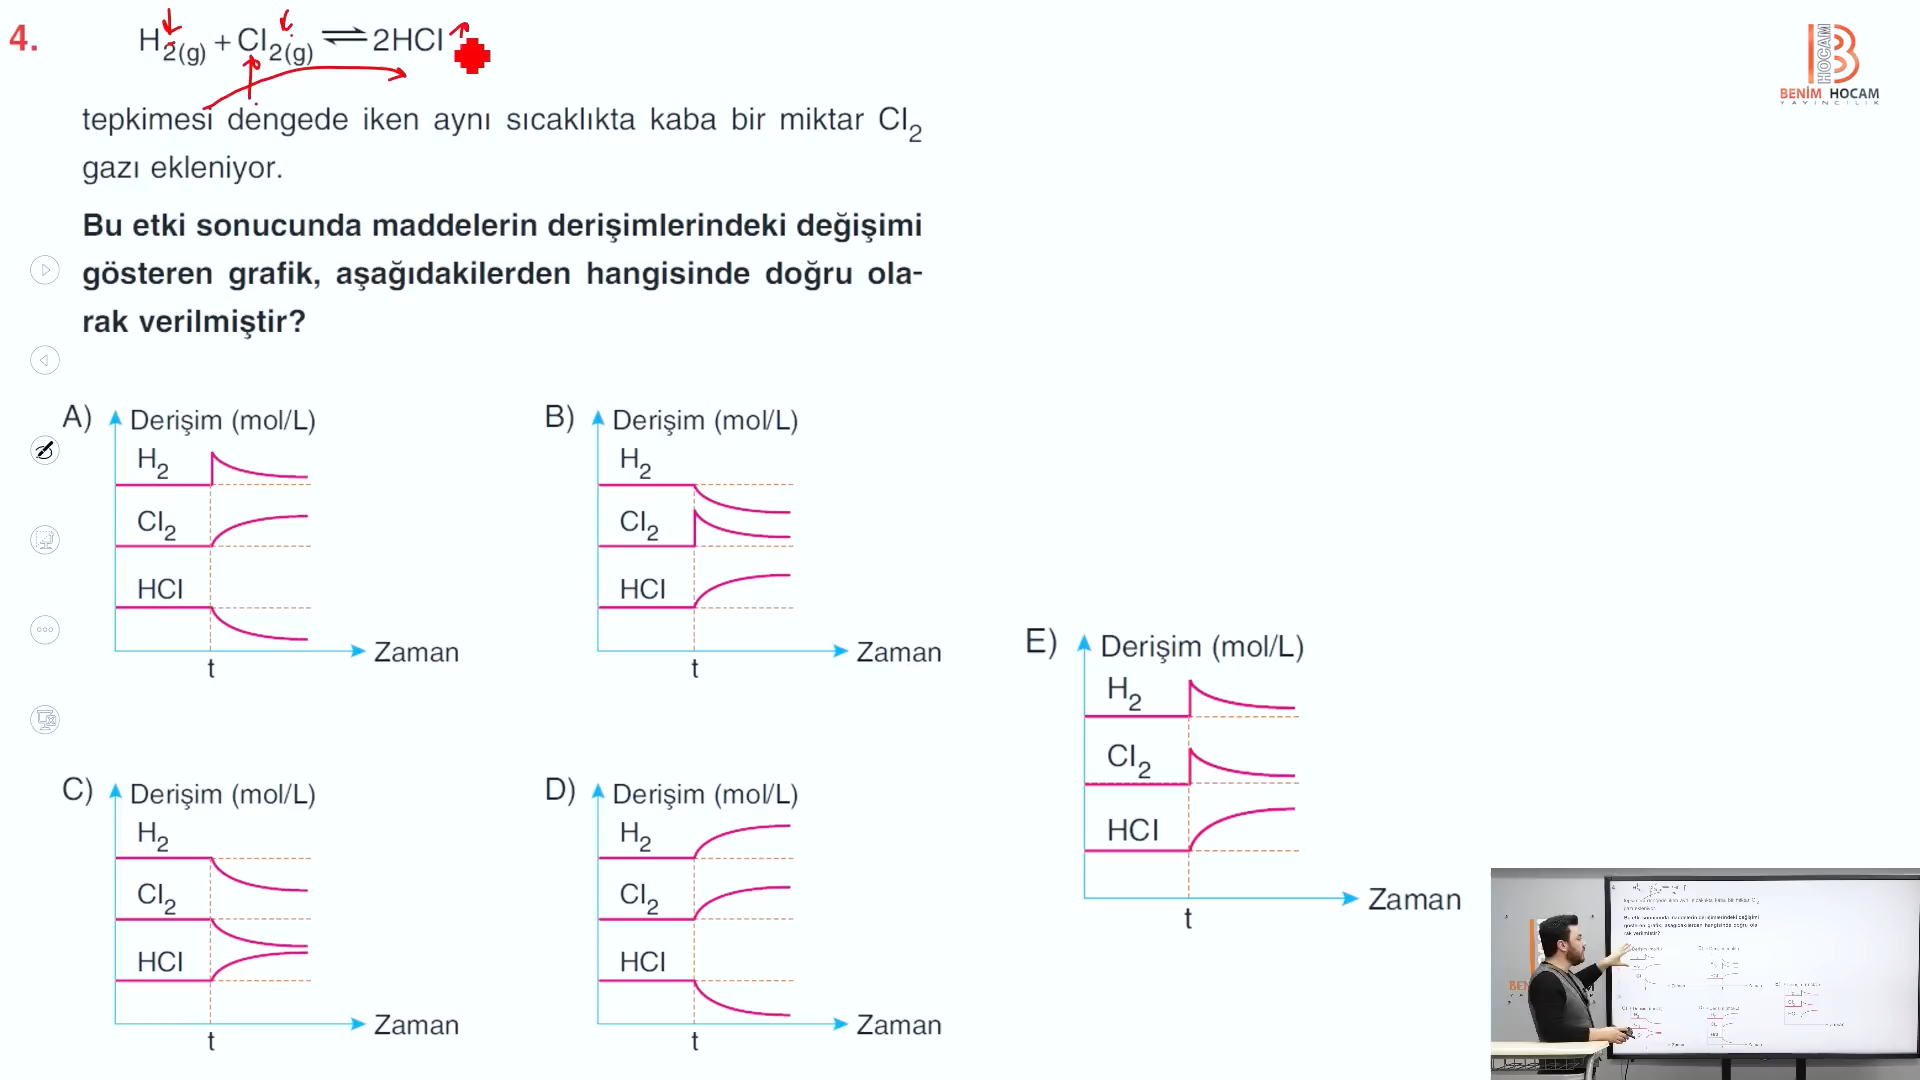 4.
H2(g) + Cl2(g) ⇌ 2HCl
tepkimesi dengede iken aynı sıcaklıkta kaba bir miktar Cl2
gazı ekleniyor.
Bu etki sonucunda maddelerin derişimlerindeki değişimi
gösteren grafik, aşağıdakilerden hangisinde doğru ola-
rak verilmiştir?
A) Derişim (mol/L)
H2
Cl2
HCl
Zaman
t
B) Derişim (mol/L)
H2
Cl2
HCl
Zaman
t
C) Derişim (mol/L)
H2
Cl2
HCl
Zaman
t
D) Derişim (mol/L)
H2
Cl2
HCl
Zaman
t
E) Derişim (mol/L)
H2
Cl2
HCl
Zaman
t
B HOCAM
BENİM HOCAM
YAYINCILIK